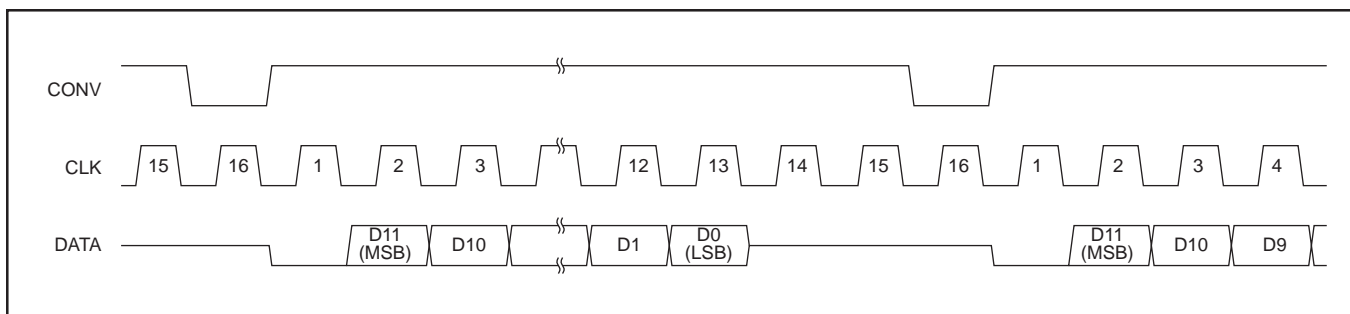 CONV
CLK 15 16 1 2 3 12 13 14 15 16 1 2 3 4
DATA D11 (MSB) D10 D1 D0 (LSB) D11 (MSB) D10 D9